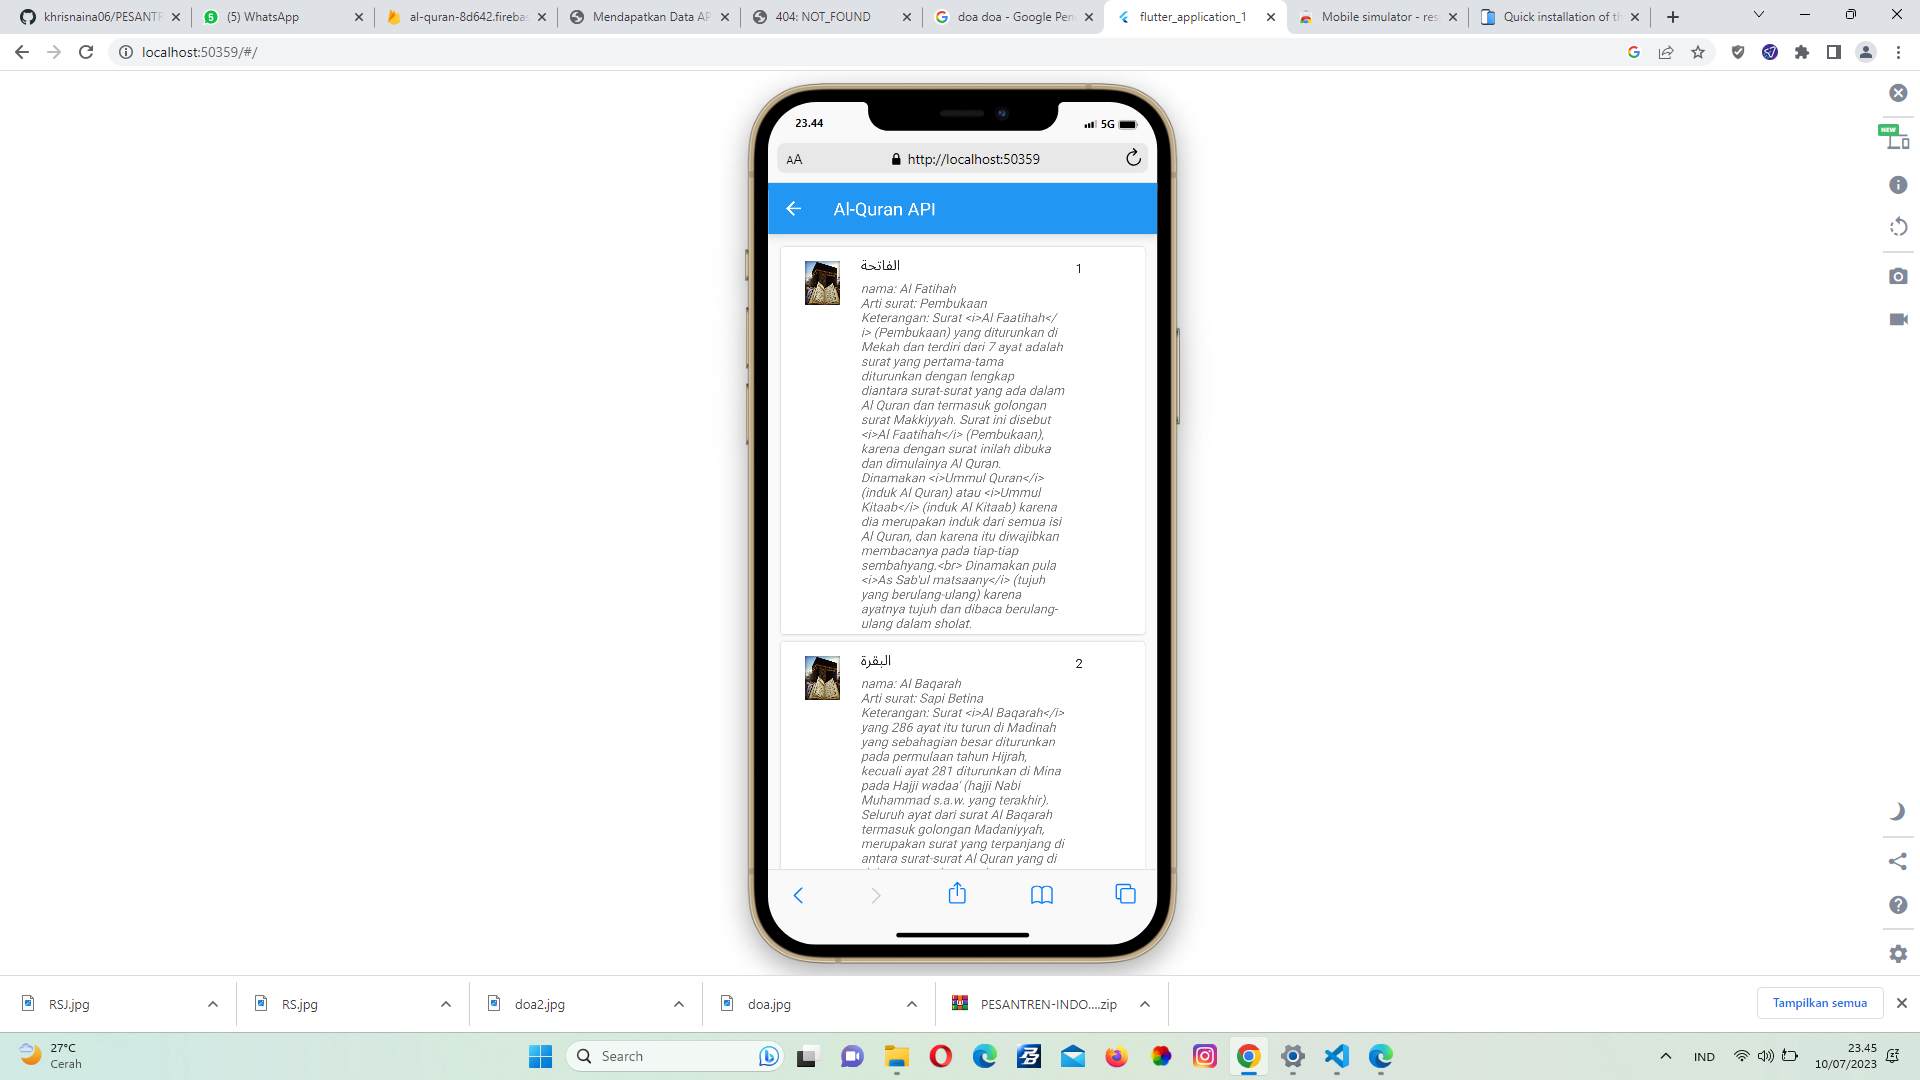 khrisnaina06/PESANTR
(5) WhatsApp
al-quran-8d642.firebas
Mendapatkan Data AP
404: NOT_FOUND
doa doa - Google Pen
flutter_application_1
Mobile simulator - res
Quick installation of th
localhost:50359/#/
23.44
5G
AA
http://localhost:50359
Al-Quran API
الفاتحة
1
nama: Al Fatihah
Arti surat: Pembukaan
Keterangan: Surat <i>Al Faatihah</
i> (Pembukaan) yang diturunkan di
Mekah dan terdiri dari 7 ayat adalah
surat yang pertama-tama
diturunkan dengan lengkap
diantara surat-surat yang ada dalam
Al Quran dan termasuk golongan
surat Makkiyyah. Surat ini disebut
<i>Al Faatihah</i> (Pembukaan),
karena dengan surat inilah dibuka
dan dimulainya Al Quran.
Dinamakan <i>Ummul Quran</i>
(induk Al Quran) atau <i>Ummul
Kitaab</i> (induk Al Kitaab) karena
dia merupakan induk dari semua isi
Al Quran, dan karena itu diwajibkan
membacanya pada tiap-tiap
sembahyang.<br> Dinamakan pula
<i>As Sab'ul matsaany</i> (tujuh
yang berulang-ulang) karena
ayatnya tujuh dan dibaca berulang-
ulang dalam sholat.
البقرة
2
nama: Al Baqarah
Arti surat: Sapi Betina
Keterangan: Surat <i>Al Baqarah</i>
yang 286 ayat itu turun di Madinah
yang sebahagian besar diturunkan
pada permulaan tahun Hijrah,
kecuali ayat 281 diturunkan di Mina
pada Hajji wadaa' (hajji Nabi
Muhammad s.a.w. yang terakhir).
Seluruh ayat dari surat Al Baqarah
termasuk golongan Madaniyyah,
merupakan surat yang terpanjang di
antara surat-surat Al Quran yang di
NEW
RSJ.jpg
RS.jpg
doa2.jpg
doa.jpg
PESANTREN-INDO....zip
Tampilkan semua
27°C
Cerah
Search
IND
23.45
10/07/2023